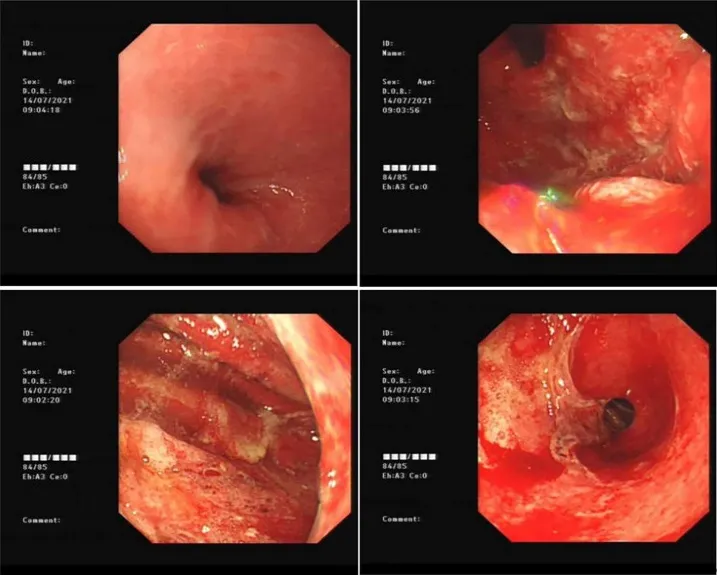 ID:
Name:
Sex: Age:
D.O.B.:
14/07/2021
09:04:18
84/85
Eh:A3 Ce:0
Comment:
ID:
Name:
Sex: Age:
D.O.B.:
14/07/2021
09:03:56
84/85
Eh:A3 Ce:0
Comment:
ID:
Name:
Sex: Age:
D.O.B.:
14/07/2021
09:02:20
84/85
Eh:A3 Ce:0
Comment:
ID:
Name:
Sex: Age:
D.O.B.:
14/07/2021
09:03:15
84/85
Eh:A3 Ce:0
Comment: